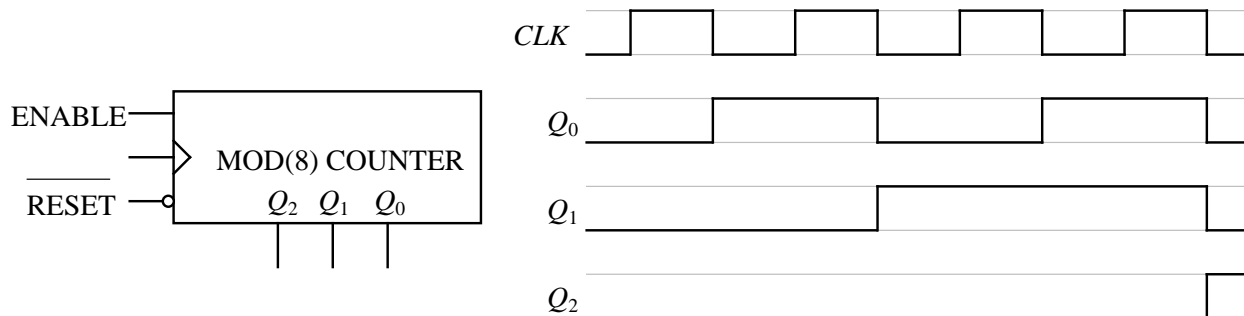 ENABLE
MOD(8) COUNTER
RESET
Q2 Q1 Q0
CLK
Q0
Q1
Q2